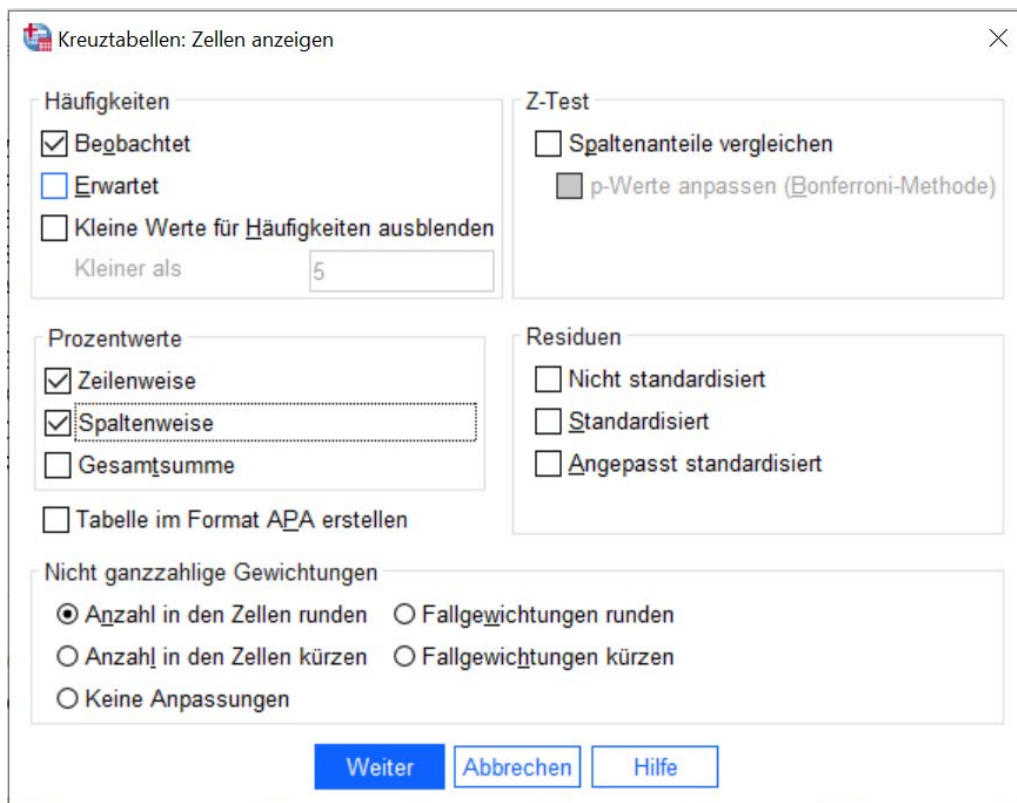 Kreuztabellen: Zellen anzeigen
Häufigkeiten
Beobachtet
Erwartet
Kleine Werte für Häufigkeiten ausblenden
Kleiner als 5
Z-Test
Spaltenanteile vergleichen
p-Werte anpassen (Bonferroni-Methode)
Prozentwerte
Zeilenweise
Spaltenweise
Gesamtsumme
Residuen
Nicht standardisiert
Standardisiert
Angepasst standardisiert
Tabelle im Format APA erstellen
Nicht ganzzahlige Gewichtungen
Anzahl in den Zellen runden Fallgewichtungen runden
Anzahl in den Zellen kürzen Fallgewichtungen kürzen
Keine Anpassungen
Weiter Abbrechen Hilfe